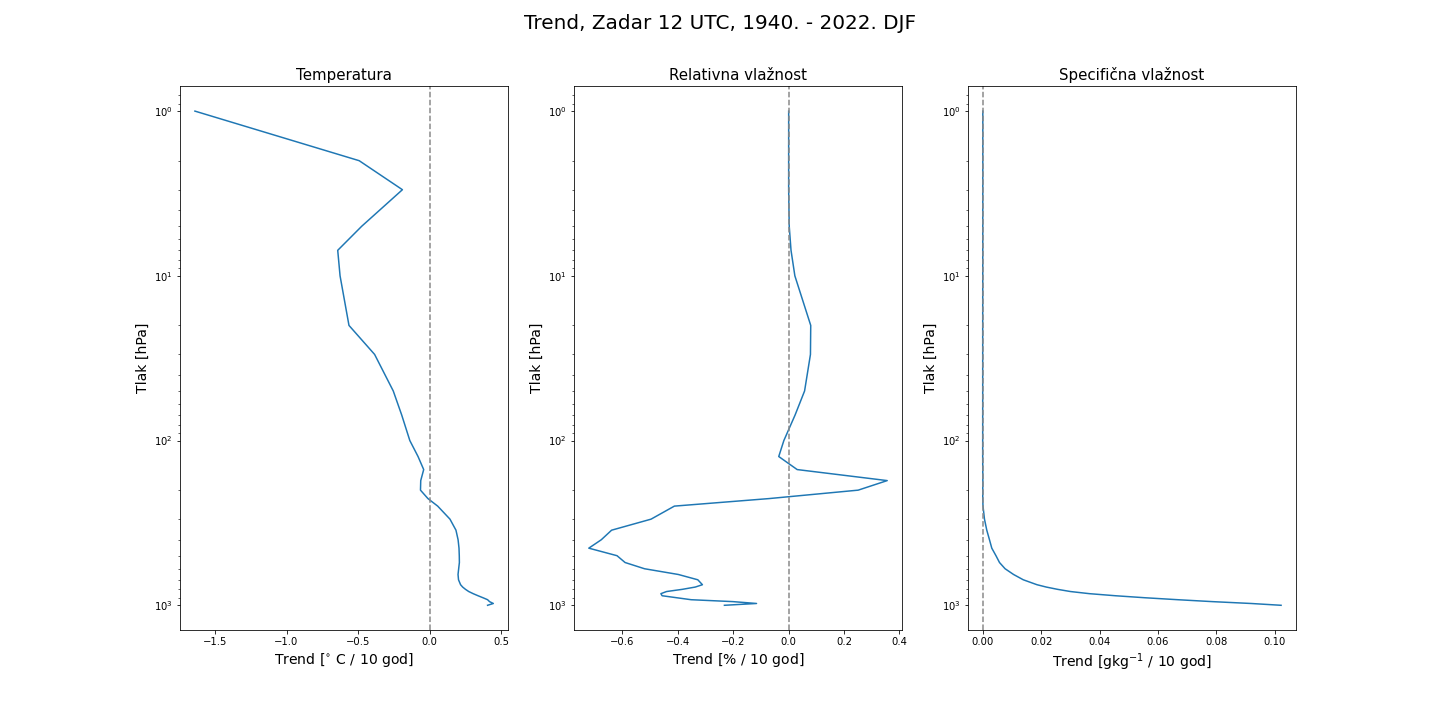 Trend, Zadar 12 UTC, 1940. - 2022. DJF
Temperatura
10⁰
10¹
10²
10³
Tlak [hPa]
−1.5 −1.0 −0.5 0.0 0.5
Trend [° C / 10 god]
Relativna vlažnost
10⁰
10¹
10²
10³
Tlak [hPa]
−0.6 −0.4 −0.2 0.0 0.2 0.4
Trend [% / 10 god]
Specifična vlažnost
10⁰
10¹
10²
10³
Tlak [hPa]
0.00 0.02 0.04 0.06 0.08 0.10
Trend [gkg⁻¹ / 10 god]